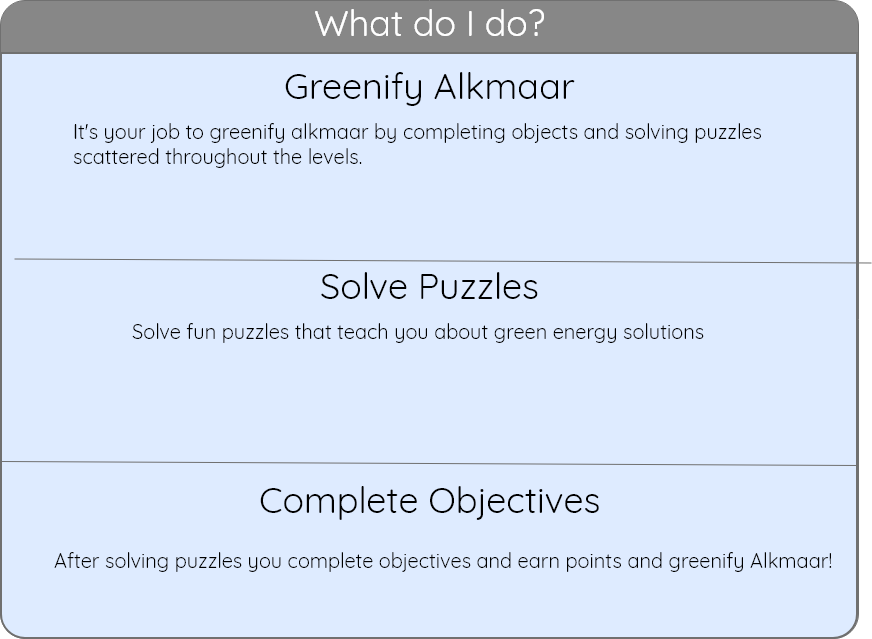 What do I do?
Greenify Alkmaar
It's your job to greenify alkmaar by completing objects and solving puzzles
scattered throughout the levels.
Solve Puzzles
Solve fun puzzles that teach you about green energy solutions
Complete Objectives
After solving puzzles you complete objectives and earn points and greenify Alkmaar!